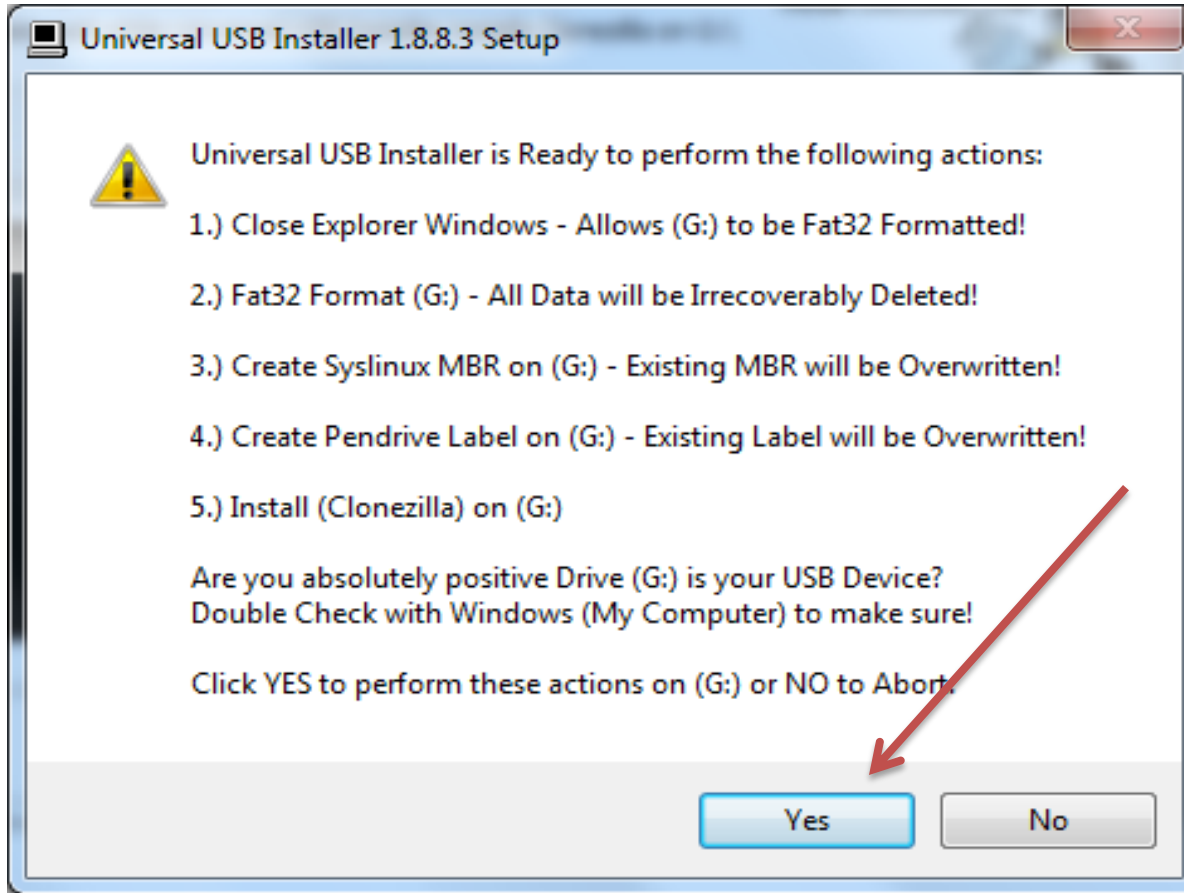 Universal USB Installer 1.8.8.3 Setup
Universal USB Installer is Ready to perform the following actions:
1.) Close Explorer Windows - Allows (G:) to be Fat32 Formatted!
2.) Fat32 Format (G:) - All Data will be Irrecoverably Deleted!
3.) Create Syslinux MBR on (G:) - Existing MBR will be Overwritten!
4.) Create Pendrive Label on (G:) - Existing Label will be Overwritten!
5.) Install (Clonezilla) on (G:)
Are you absolutely positive Drive (G:) is your USB Device?
Double Check with Windows (My Computer) to make sure!
Click YES to perform these actions on (G:) or NO to Abort!
Yes No